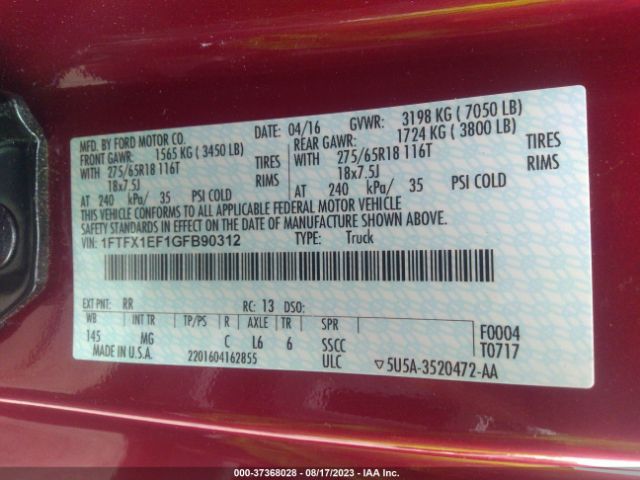 MFD. BY FORD MOTOR CO. DATE: 04/16 GVWR: 3198 KG ( 7050 LB)
FRONT GAWR: 1565 KG ( 3450 LB) REAR GAWR: 1724 KG ( 3800 LB)
WITH 275/65R18 116T TIRES WITH 275/65R18 116T TIRES
18x7.5J RIMS 18x7.5J RIMS
AT 240 kPa/ 35 PSI COLD AT 240 kPa/ 35 PSI COLD
THIS VEHICLE CONFORMS TO ALL APPLICABLE FEDERAL MOTOR VEHICLE
SAFETY STANDARDS IN EFFECT ON THE DATE OF MANUFACTURE SHOWN ABOVE.
VIN: 1FTFX1EF1GFB90312 TYPE: Truck
EXT PNT: RR RC: 13 DSO:
WB INT TR TP/PS R AXLE TR SPR F0004
145 MG C L6 6 SSCC T0717
MADE IN U.S.A. 2201604162855 ULC ▽5U5A-3520472-AA
000-37368028 - 08/17/2023 - IAA Inc.